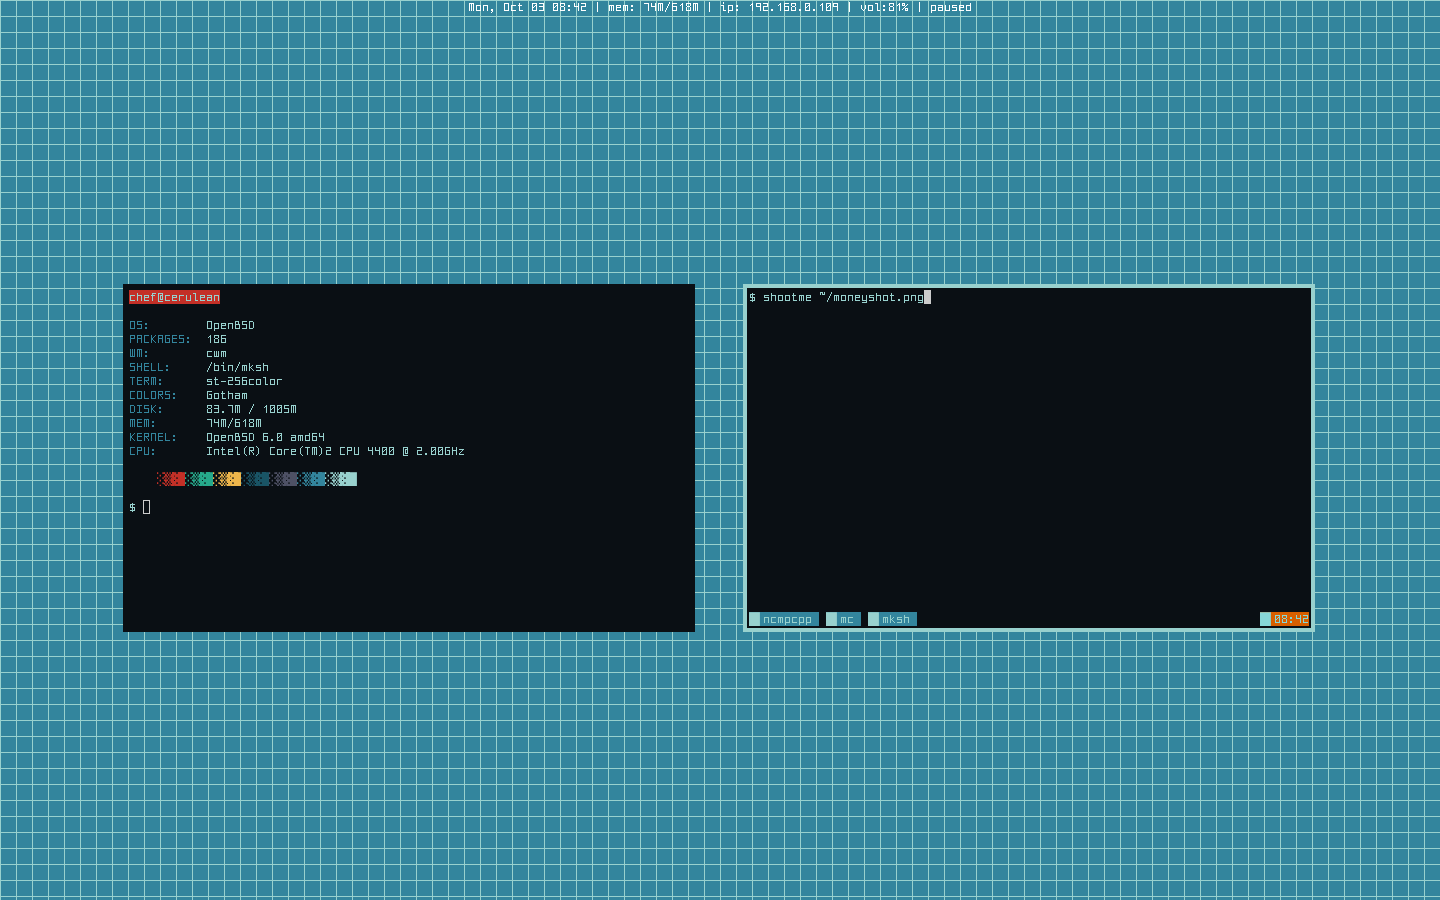 Mon, Oct 03 08:42 | mem: 74M/618M | ip: 192.168.0.109 | vol:81% | paused
chef@cerulean
OS: OpenBSD
PACKAGES: 186
WM: cwm
SHELL: /bin/mksh
TERM: st-256color
COLORS: Gotham
DISK: 83.7M / 1005M
MEM: 74M/618M
KERNEL: OpenBSD 6.0 amd64
CPU: Intel(R) Core(TM)2 CPU 4400 @ 2.00GHz
$
$ shootme ~/moneyshot.png
ncmpcpp mc mksh 08:42